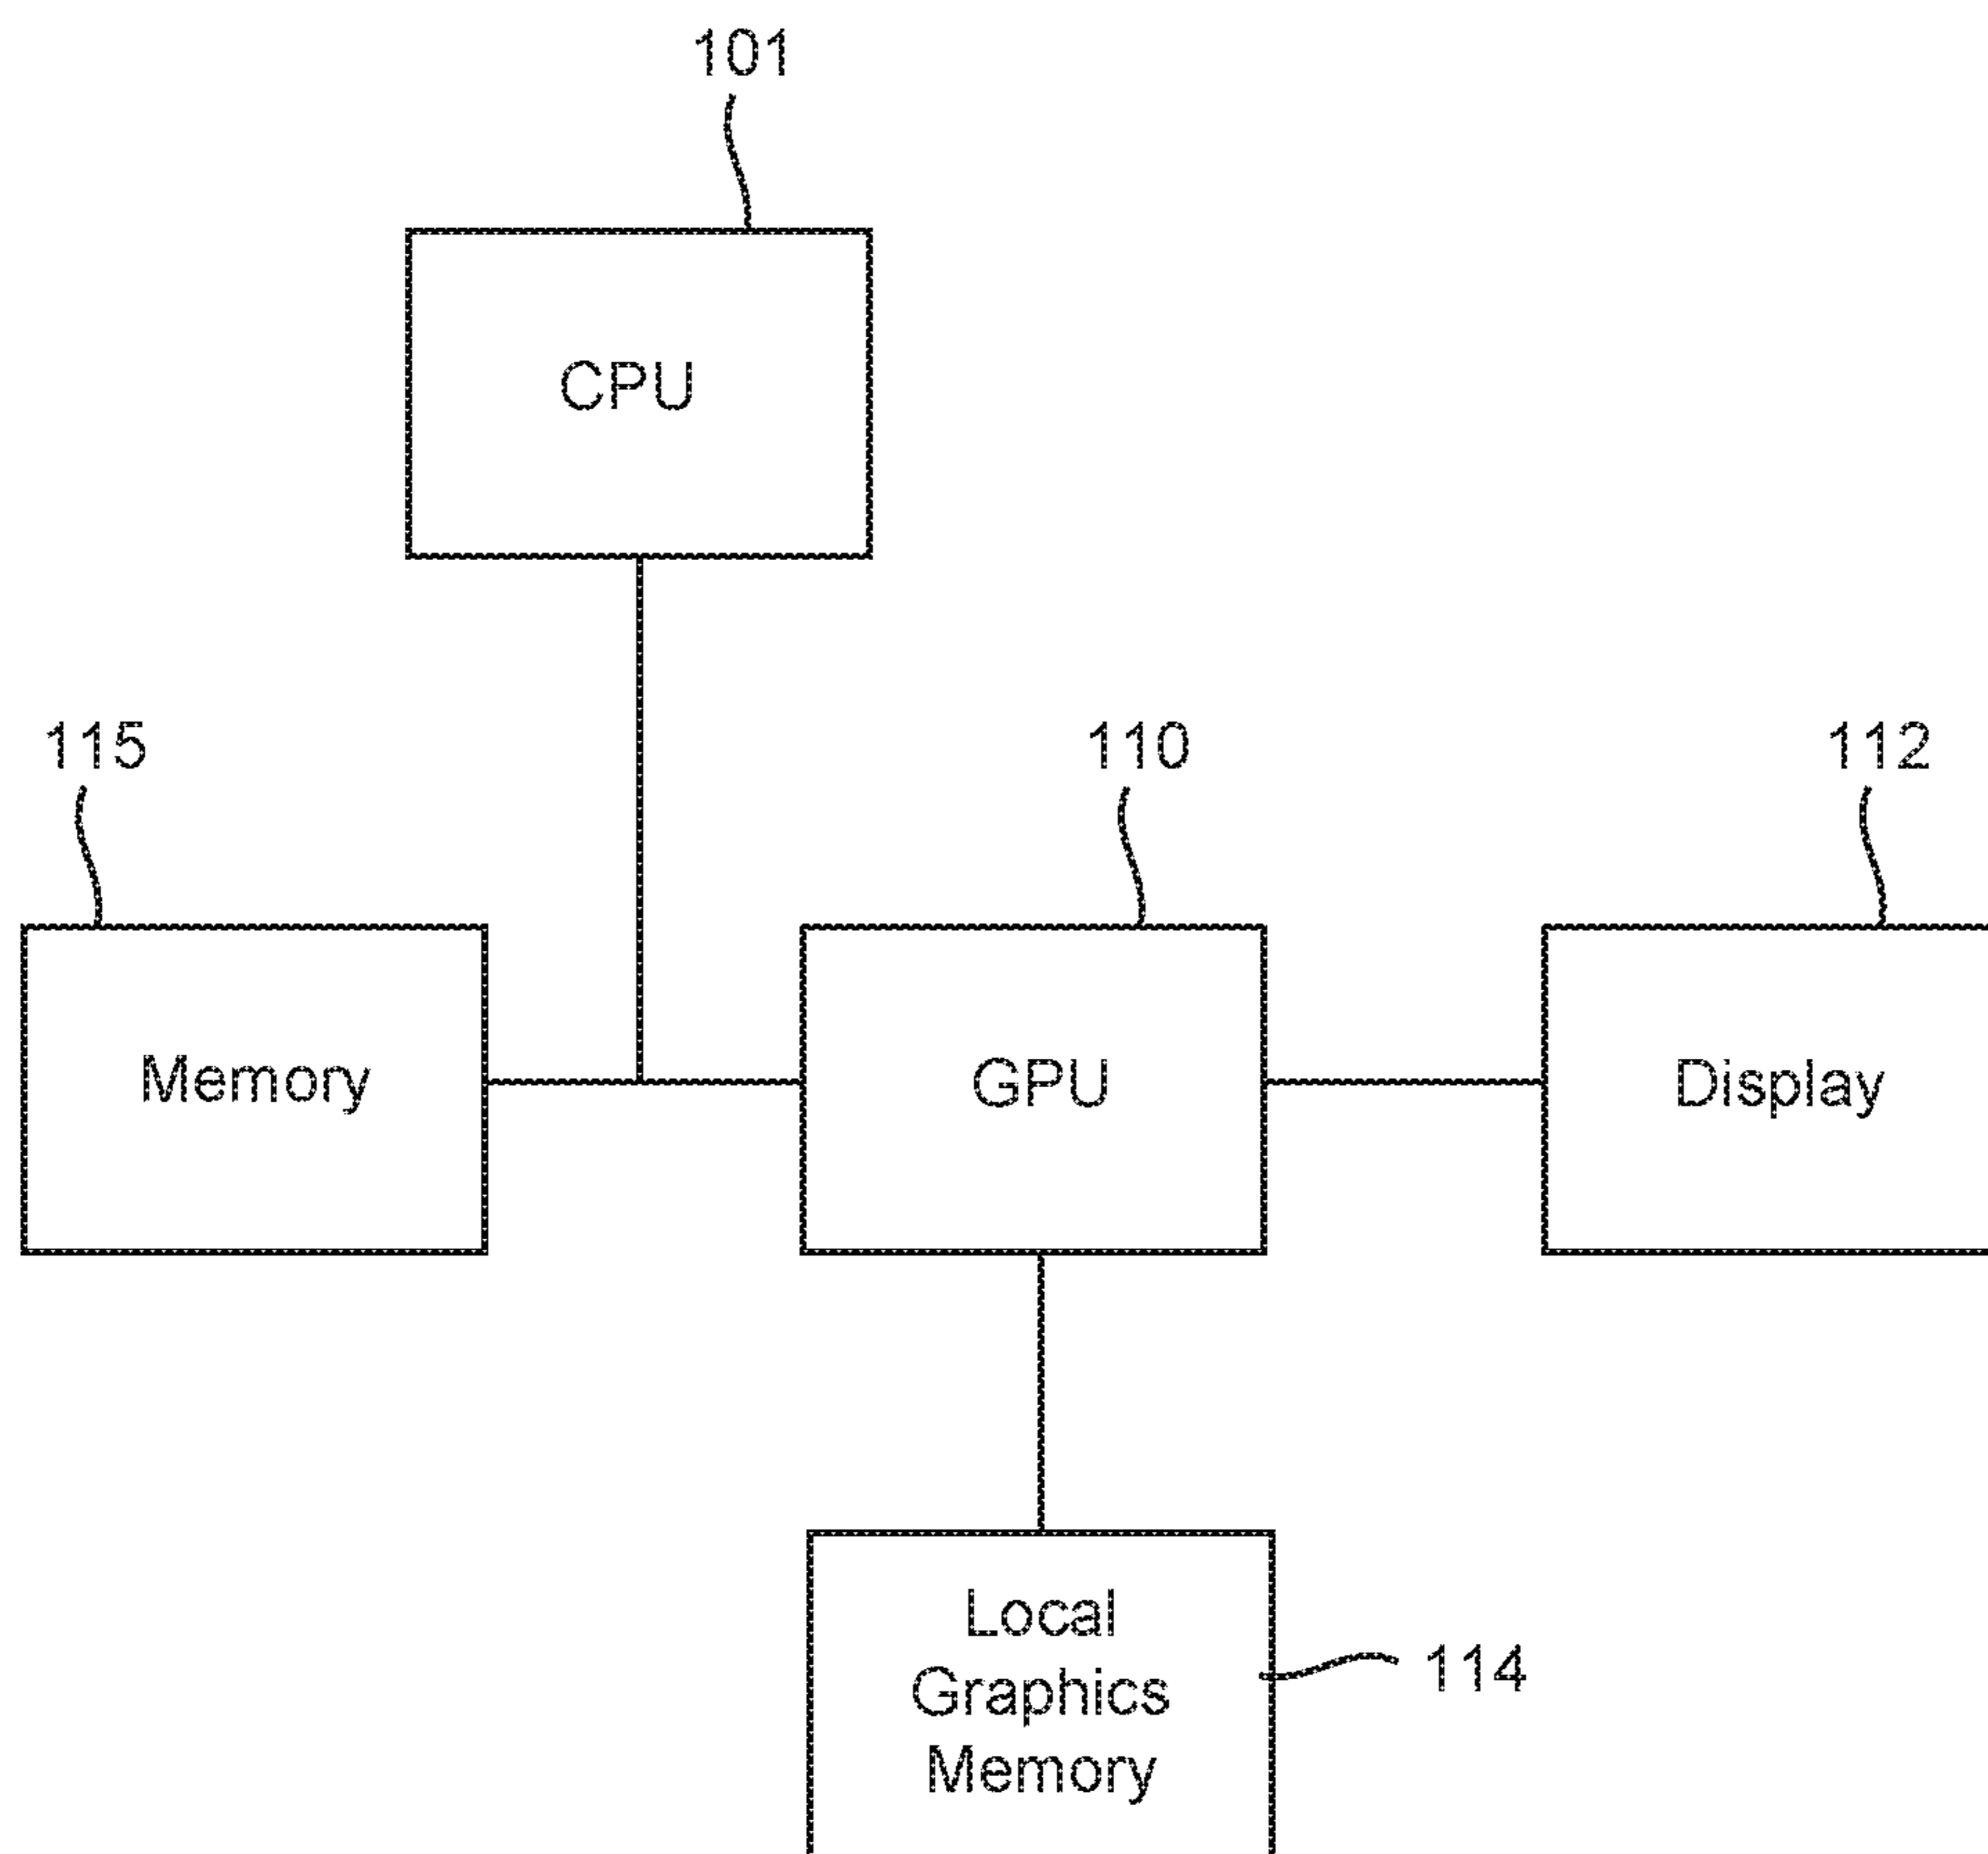 101
CPU
115
110
112
Memory
GPU
Display
Local
Graphics
Memory
114